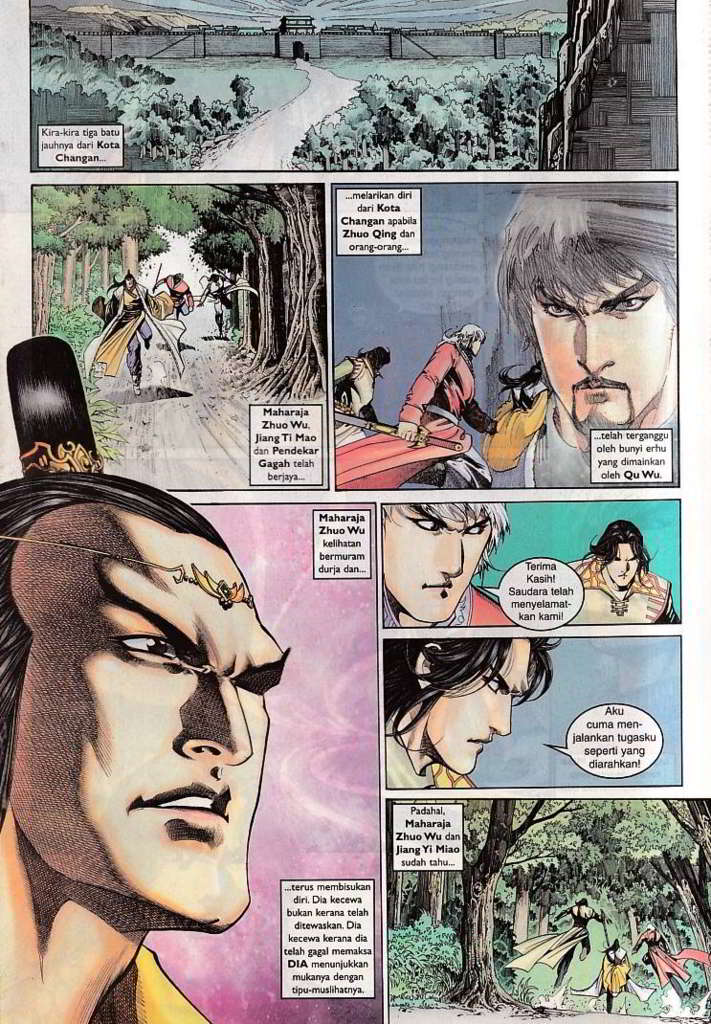 Kira-kira tiga batu
jauhnya dari Kota
Changan...
Maharaja
Zhuo Wu,
Jiang Ti Mao
dan Pendekar
Gagah telah
berjaya...
...melarikan diri
dari Kota
Changan apabila
Zhuo Qing dan
orang-orang...
...telah terganggu
oleh bunyi erhu
yang dimainkan
oleh Qu Wu.
Maharaja
Zhuo Wu
kelihatan
bermuram
durja dan...
...terus membisukan
diri. Dia kecewa
bukan kerana telah
ditewaskan. Dia
kecewa kerana dia
telah gagal memaksa
DIA menunjukkan
mukanya dengan
tipu-muslihatnya.
Terima
Kasih!
Saudara telah
menyelamat-
kan kami!
Aku
cuma men-
jalankan tugasku
seperti yang
diarahkan!
Padahal,
Maharaja
Zhuo Wu dan
Jiang Yi Miao
sudah tahu...